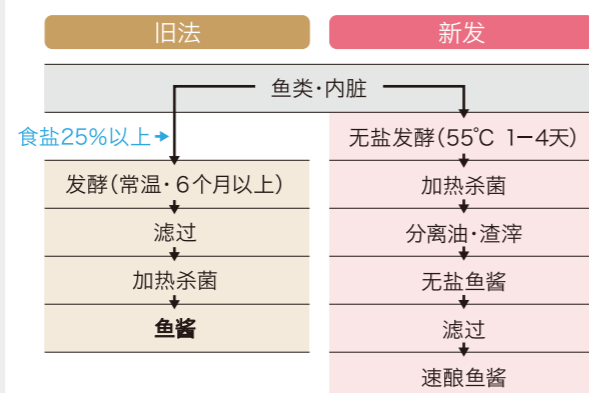 旧法
新发
鱼类·内脏
食盐25%以上
无盐发酵(55℃ 1−4天)
发酵(常温·6个月以上)
加热杀菌
滤过
分离油·渣滓
加热杀菌
无盐鱼酱
鱼酱
滤过
速酿鱼酱